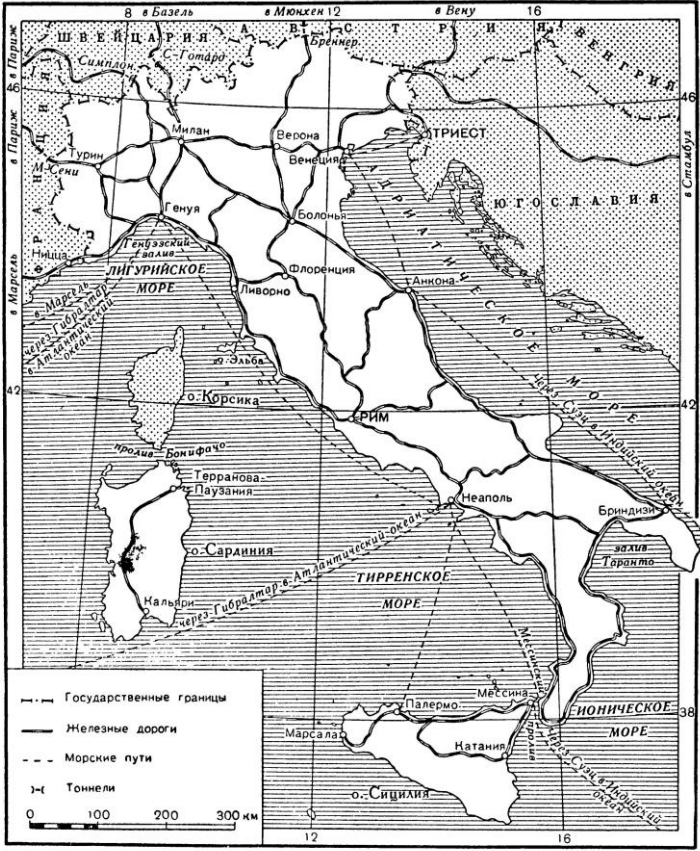 8
в Базель
в Мюнхен
12
в Вену
16
в Париж
ШВЕЙЦАРИЯ
АВСТРИЯ
ВЕНГРИЯ
Бреннер
С-Готард
Симплон
46
46
в Париж
ФРАНЦИЯ
М-Сени
Турин
Милан
Верона
Венеция
ТРИЕСТ
в Стамбул
ЮГОСЛАВИЯ
АДРИАТИЧЕСКОЕ МОРЕ
Генуя
Болонья
Генуэзский
залив
Ницца
ЛИГУРИЙСКОЕ
МОРЕ
в Марсель
Флоренция
Ливорно
Анкона
в Марсель
через Гибралтар
в Атлантический
океан
о. Эльба
42
42
о. Корсика
РИМ
через Суэц в Индийский океан
пролив Бонифачо
Терранова-
Паузания
Неаполь
Бриндизи
о. Сардиния
залив
Таранто
ТИРРЕНСКОЕ
МОРЕ
Кальяри
через Гибралтар в Атлантический океан
Мессинский
пролив
Мессина
Палермо
ИОНИЧЕСКОЕ
МОРЕ
38
Марсала
Катания
через Суэц в Индийский
океан
о. Сицилия
Государственные границы
Железные дороги
Морские пути
Тоннели
0 100 200 300 км
12
16